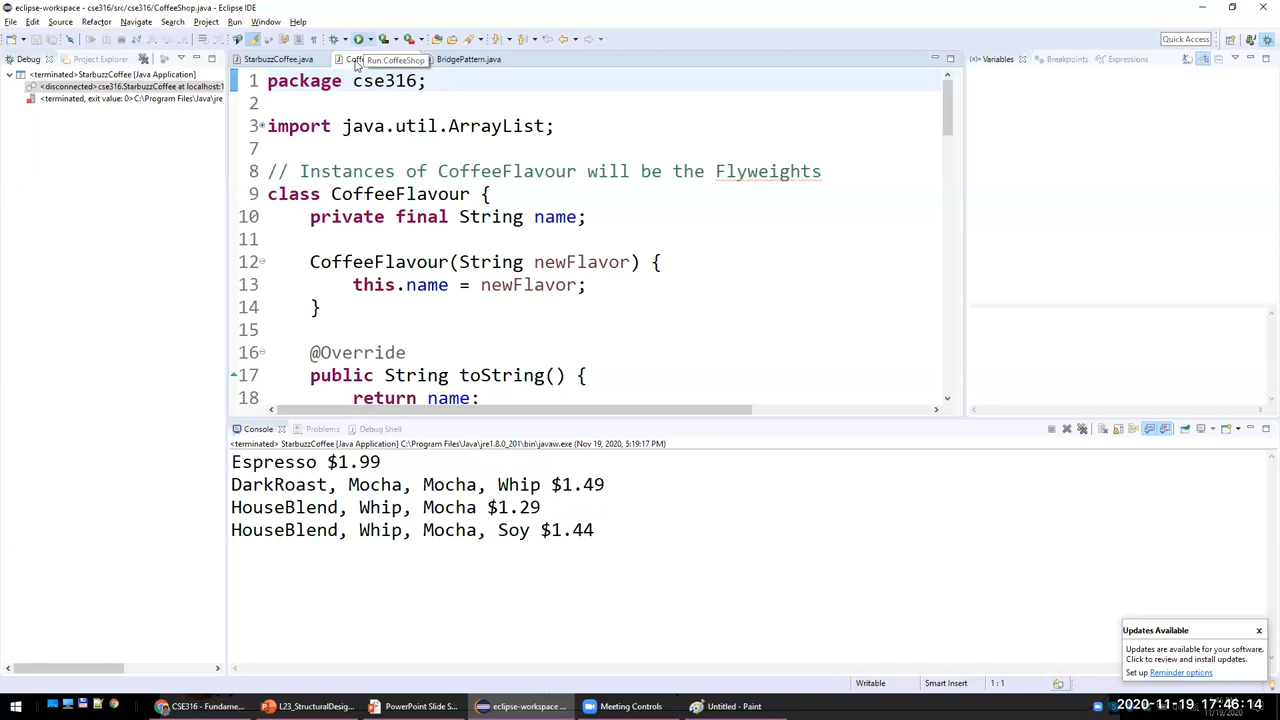 eclipse-workspace - cse316/src/cse316/CoffeeShop.java - Eclipse IDE
File Edit Source Refactor Navigate Search Project Run Window Help
Quick Access
Debug Project Explorer
StarbuzzCoffee.java
Run CoffeeShop
BridgePattern.java
Variables Breakpoints Expressions
<terminated>StarbuzzCoffee [Java Application]
<disconnected>cse316.StarbuzzCoffee at localhost:1
<terminated, exit value: 0>C:\Program Files\Java\jre
1 package cse316;
2
3 import java.util.ArrayList;
7
8 // Instances of CoffeeFlavour will be the Flyweights
9 class CoffeeFlavour {
10 private final String name;
11
12 CoffeeFlavour(String newFlavor) {
13 this.name = newFlavor;
14 }
15
16 @Override
17 public String toString() {
18 return name;
Console Problems Debug Shell
<terminated> StarbuzzCoffee [Java Application] C:\Program Files\Java\jre1.8.0_201\bin\javaw.exe (Nov 19, 2020, 5:19:17 PM)
Espresso $1.99
DarkRoast, Mocha, Mocha, Whip $1.49
HouseBlend, Whip, Mocha $1.29
HouseBlend, Whip, Mocha, Soy $1.44
Updates Available
Updates are available for your software.
Click to review and install updates.
Set up Reminder options
Writable Smart Insert 1 : 1
CSE316 - Fundame...
L23_StructuralDesig...
PowerPoint Slide S...
eclipse-workspace ...
Meeting Controls
Untitled - Paint
2020-11-19 17:46:14
11/19/2020